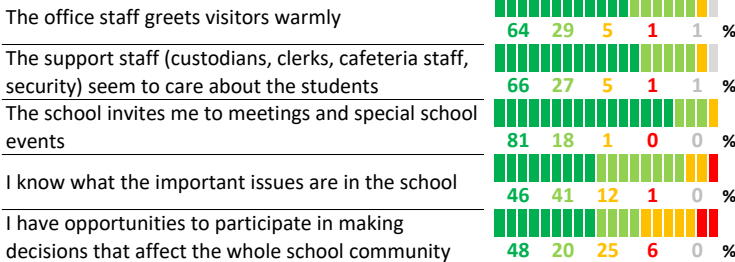 The office staff greets visitors warmly
64 29 5 1 1 %
The support staff (custodians, clerks, cafeteria staff,
security) seem to care about the students
66 27 5 1 1 %
The school invites me to meetings and special school
events
81 18 1 0 0 %
I know what the important issues are in the school
46 41 12 1 0 %
I have opportunities to participate in making
decisions that affect the whole school community
48 20 25 6 0 %